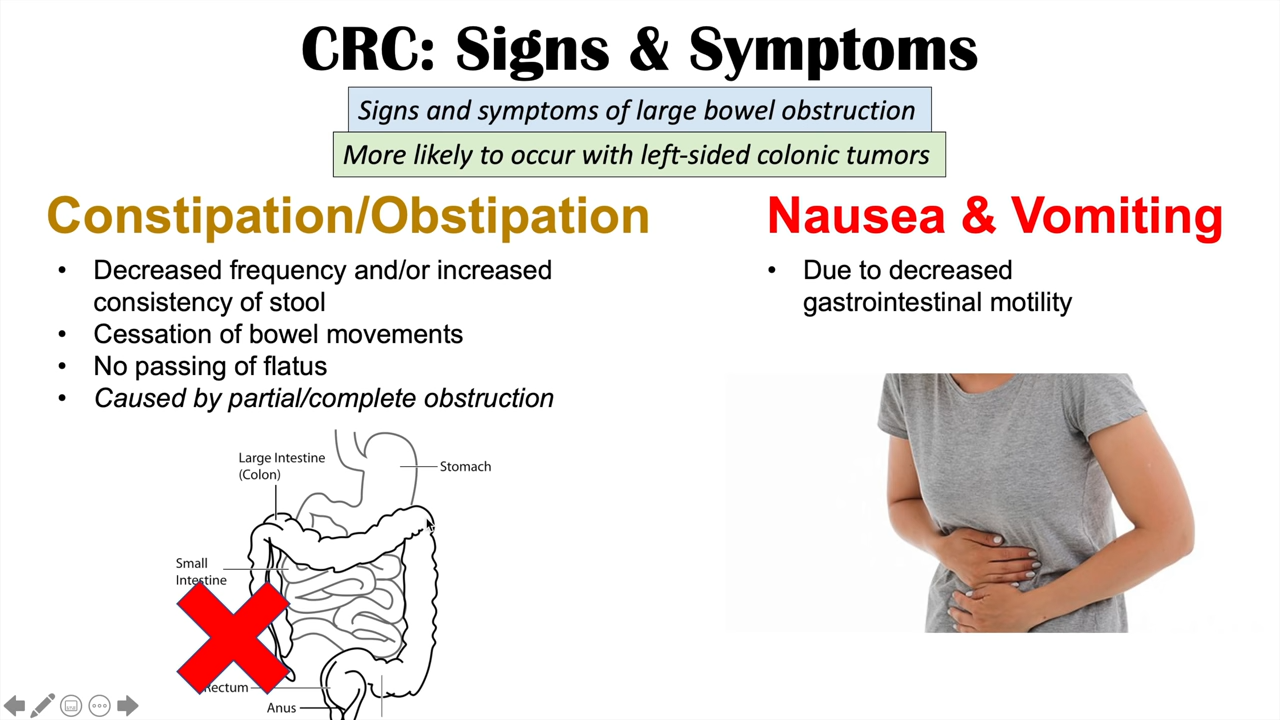 CRC: Signs & Symptoms
Signs and symptoms of large bowel obstruction
More likely to occur with left-sided colonic tumors
Constipation/Obstipation
• Decreased frequency and/or increased
consistency of stool
• Cessation of bowel movements
• No passing of flatus
• Caused by partial/complete obstruction
Large Intestine
(Colon)
Stomach
Small
Intestine
Rectum
Anus
Nausea & Vomiting
• Due to decreased
gastrointestinal motility